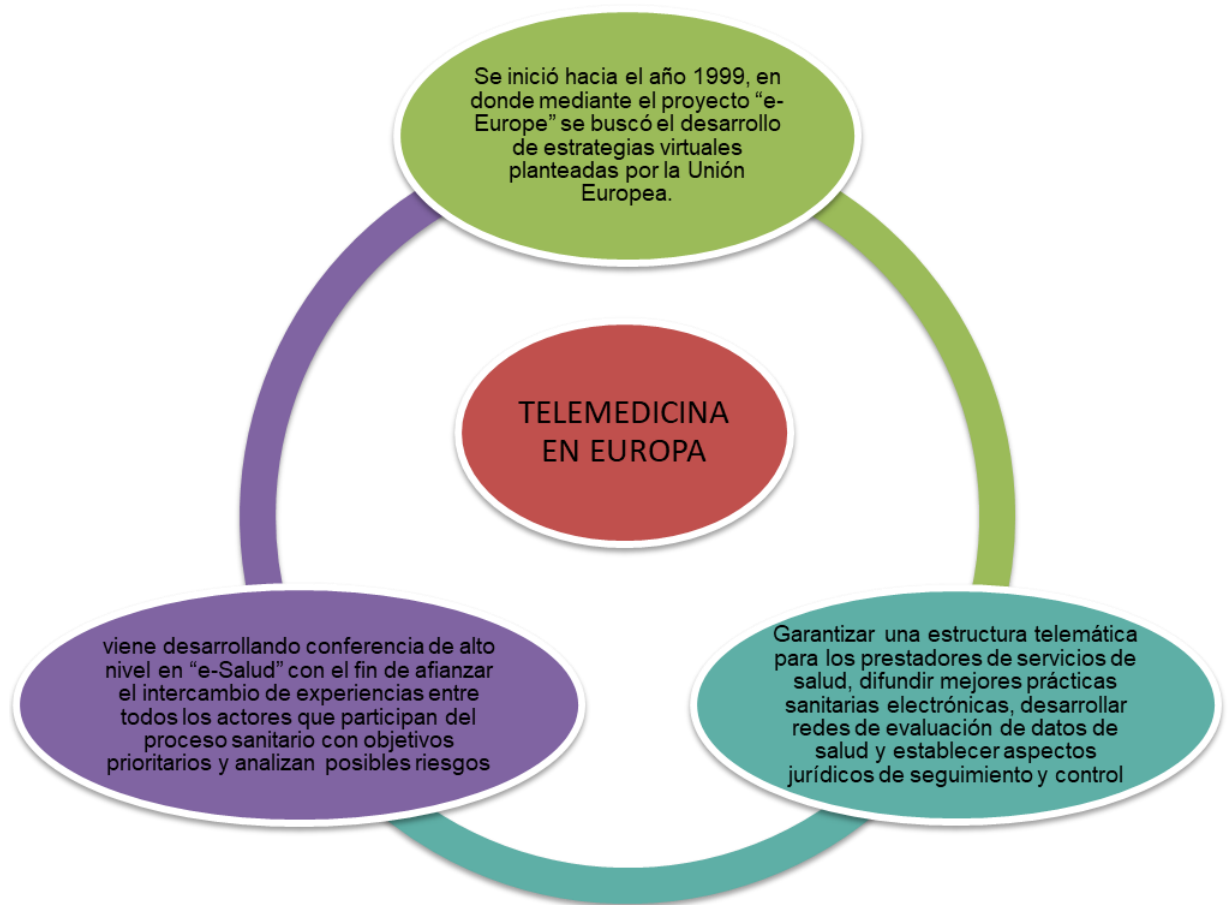 Se inició hacia el año 1999, en
donde mediante el proyecto “e-
Europe” se buscó el desarrollo
de estrategias virtuales
planteadas por la Unión
Europea.
TELEMEDICINA
EN EUROPA
viene desarrollando conferencia de alto
nivel en “e-Salud” con el fin de afianzar
el intercambio de experiencias entre
todos los actores que participan del
proceso sanitario con objetivos
prioritarios y analizan posibles riesgos
Garantizar una estructura telemática
para los prestadores de servicios de
salud, difundir mejores prácticas
sanitarias electrónicas, desarrollar
redes de evaluación de datos de
salud y establecer aspectos
jurídicos de seguimiento y control